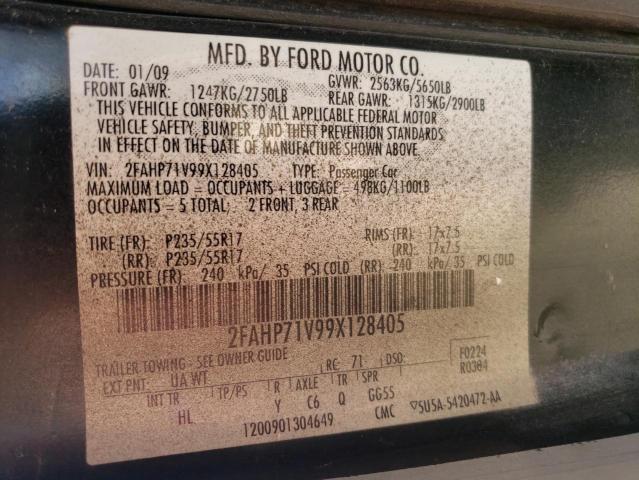 MFD. BY FORD MOTOR CO.
DATE: 01/09 GVWR: 2563KG/5650LB
FRONT GAWR: 1247KG/2750LB REAR GAWR: 1315KG/2900LB
THIS VEHICLE CONFORMS TO ALL APPLICABLE FEDERAL MOTOR
VEHICLE SAFETY, BUMPER, AND THEFT PREVENTION STANDARDS
IN EFFECT ON THE DATE OF MANUFACTURE SHOWN ABOVE.
VIN: 2FAHP71V99X128405 TYPE: Passenger Car
MAXIMUM LOAD = OCCUPANTS + LUGGAGE = 498KG/1100LB
OCCUPANTS = 5 TOTAL: 2 FRONT, 3 REAR
TIRE (FR): P235/55R17 RIMS (FR): 17x7.5
(RR): P235/55R17 (RR): 17x7.5
PRESSURE (FR): 240 kPa/ 35 PSI COLD (RR): 240 kPa/ 35 PSI COLD
2FAHP71V99X128405
TRAILER TOWING - SEE OWNER GUIDE
EXT PNT: UA WT RC: 71 DSO: F0224
INT TR TP/PS R AXLE TR SPR R0384
HL Y C6 Q GG55
1200901304649 CMC ▽5U5A-5420472-AA